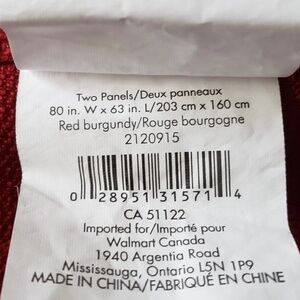 Two Panels/Deux panneaux
80 in. W x 63 in. L/203 cm x 160 cm
Red burgundy/Rouge bourgogne
2120915
0 28951 31571 4
CA 51122
Imported for/Importé pour
Walmart Canada
1940 Argentia Road
Mississauga, Ontario L5N 1P9
MADE IN CHINA/FABRIQUÉ EN CHINE